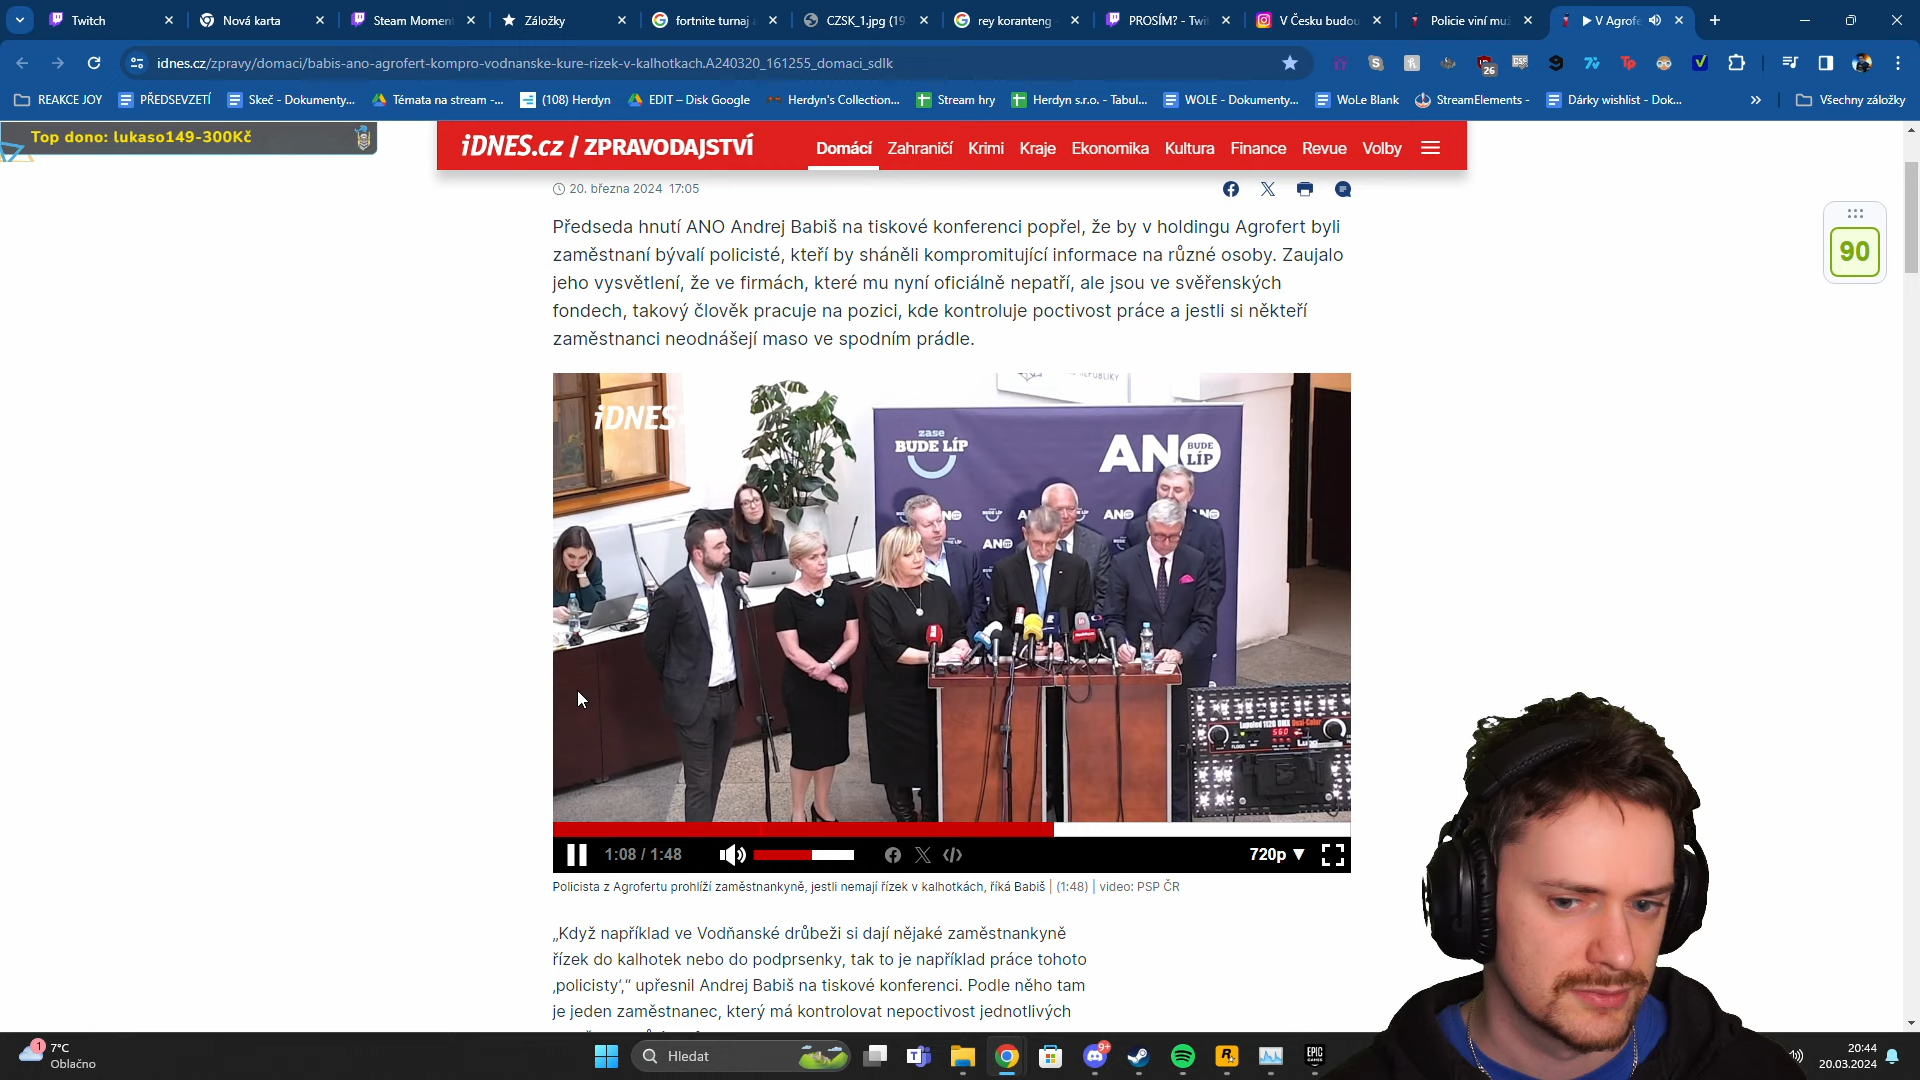 Twitch
Nová karta
Steam Momen
Záložky
fortnite turnaj
CZSK_1.jpg (19
rey koranteng
PROSÍM? - Twi
V Česku budou
Policie viní mu
V Agrofe
idnes.cz/zpravy/domaci/babis-ano-agrofert-kompro-vodnanske-kure-rizek-v-kalhotkach.A240320_161255_domaci_sdlk
26
REAKCE JOY
PŘEDSEVZETÍ
Skeč - Dokumenty...
Témata na stream -...
(108) Herdyn
EDIT – Disk Google
Herdyn's Collection...
Stream hry
Herdyn s.r.o. - Tabul...
WOLE - Dokumenty...
WoLe Blank
StreamElements -
Dárky wishlist - Dok...
Všechny záložky
Top dono: lukaso149-300Kč
iDNES.cz / ZPRAVODAJSTVÍ
Domácí Zahraničí Krimi Kraje Ekonomika Kultura Finance Revue Volby
20. března 2024 17:05
Předseda hnutí ANO Andrej Babiš na tiskové konferenci popřel, že by v holdingu Agrofert byli
zaměstnaní bývalí policisté, kteří by sháněli kompromitující informace na různé osoby. Zaujalo
jeho vysvětlení, že ve firmách, které mu nyní oficiálně nepatří, ale jsou ve svěřenských
fondech, takový člověk pracuje na pozici, kde kontroluje poctivost práce a jestli si někteří
zaměstnanci neodnášejí maso ve spodním prádle.
90
iDNES
zase
BUDE LÍP
ANO
BUDE
LÍP
ANO
ANO
ANO
1:08 / 1:48
720p
Policista z Agrofertu prohlíží zaměstnankyně, jestli nemají řízek v kalhotkách, říká Babiš | (1:48) | video: PSP ČR
„Když například ve Vodňanské drůbeži si dají nějaké zaměstnankyně
řízek do kalhotek nebo do podprsenky, tak to je například práce tohoto
‚policisty‘,“ upřesnil Andrej Babiš na tiskové konferenci. Podle něho tam
je jeden zaměstnanec, který má kontrolovat nepoctivost jednotlivých
1
7°C
Oblačno
Hledat
9+
EPIC
20:44
20.03.2024